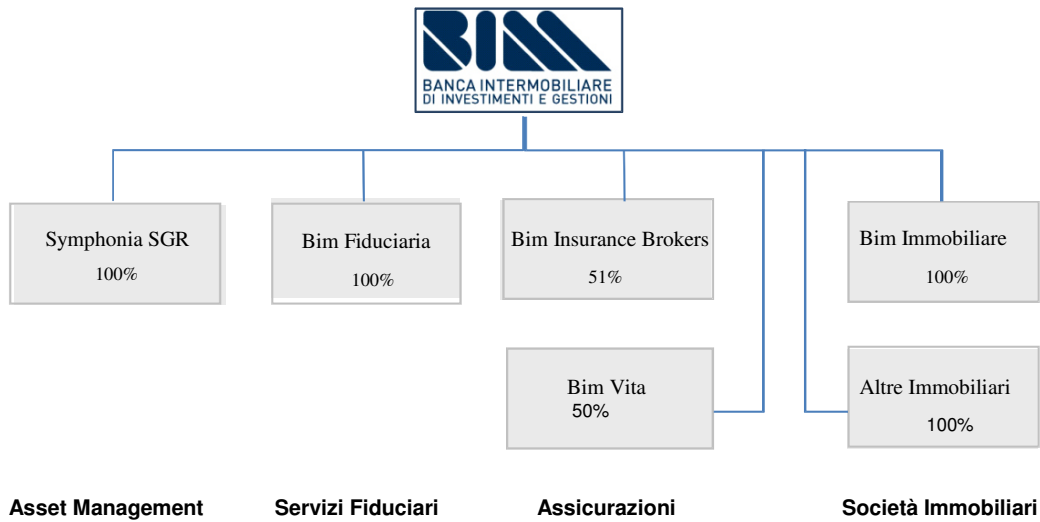 BIM
BANCA INTERMOBILIARE
DI INVESTIMENTI E GESTIONI
Symphonia SGR
100%
Bim Fiduciaria
100%
Bim Insurance Brokers
51%
Bim Immobiliare
100%
Bim Vita
50%
Altre Immobiliari
100%
Asset Management
Servizi Fiduciari
Assicurazioni
Società Immobiliari